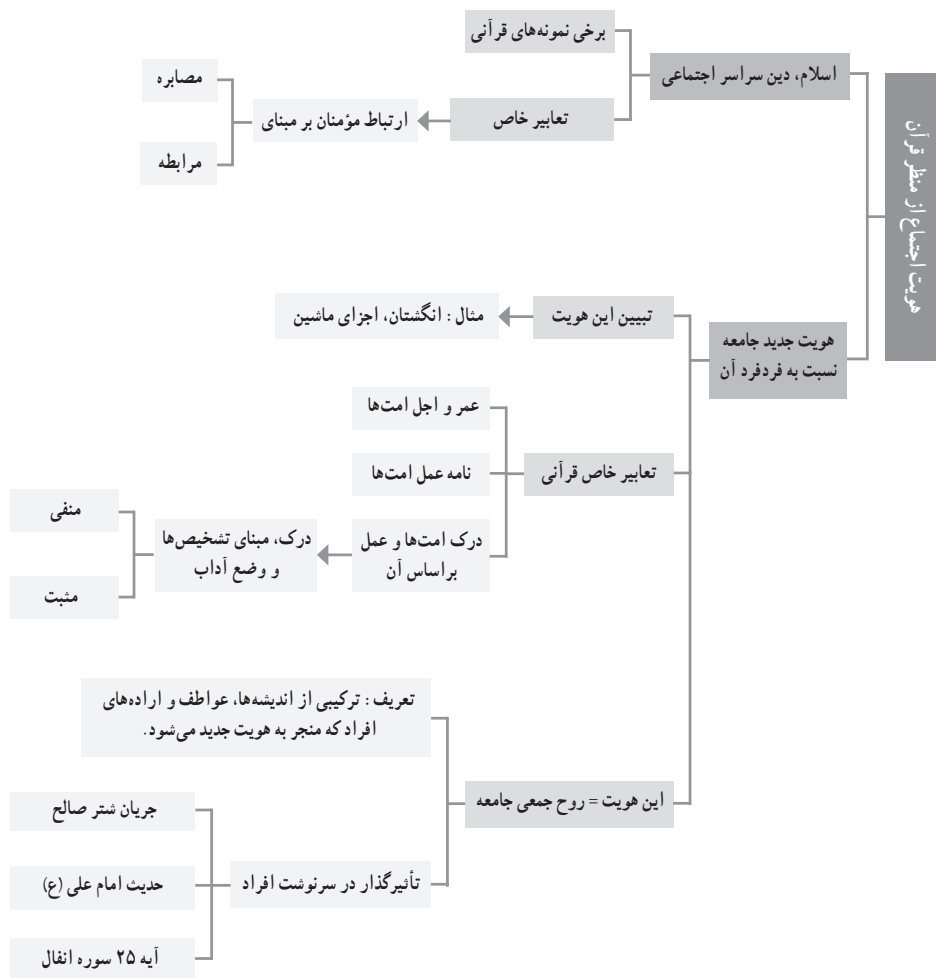 هویت اجتماع از منظر قرآن
اسلام، دین سراسر اجتماعی
برخی نمونه‌های قرآنی
تعابیر خاص
ارتباط مؤمنان بر مبنای
مصابره
مرابطه
هویت جدید جامعه
نسبت به فردفرد آن
تبیین این هویت
مثال : انگشتان، اجزای ماشین
تعابیر خاص قرآنی
عمر و اجل امت‌ها
نامه عمل امت‌ها
درک امت‌ها و عمل
براساس آن
درک، مبنای تشخیص‌ها
و وضع آداب
منفی
مثبت
این هویت = روح جمعی جامعه
تعریف : ترکیبی از اندیشه‌ها، عواطف و اراده‌های
افراد که منجر به هویت جدید می‌شود.
تأثیرگذار در سرنوشت افراد
جریان شتر صالح
حدیث امام علی (ع)
آیه ۲۵ سوره انفال